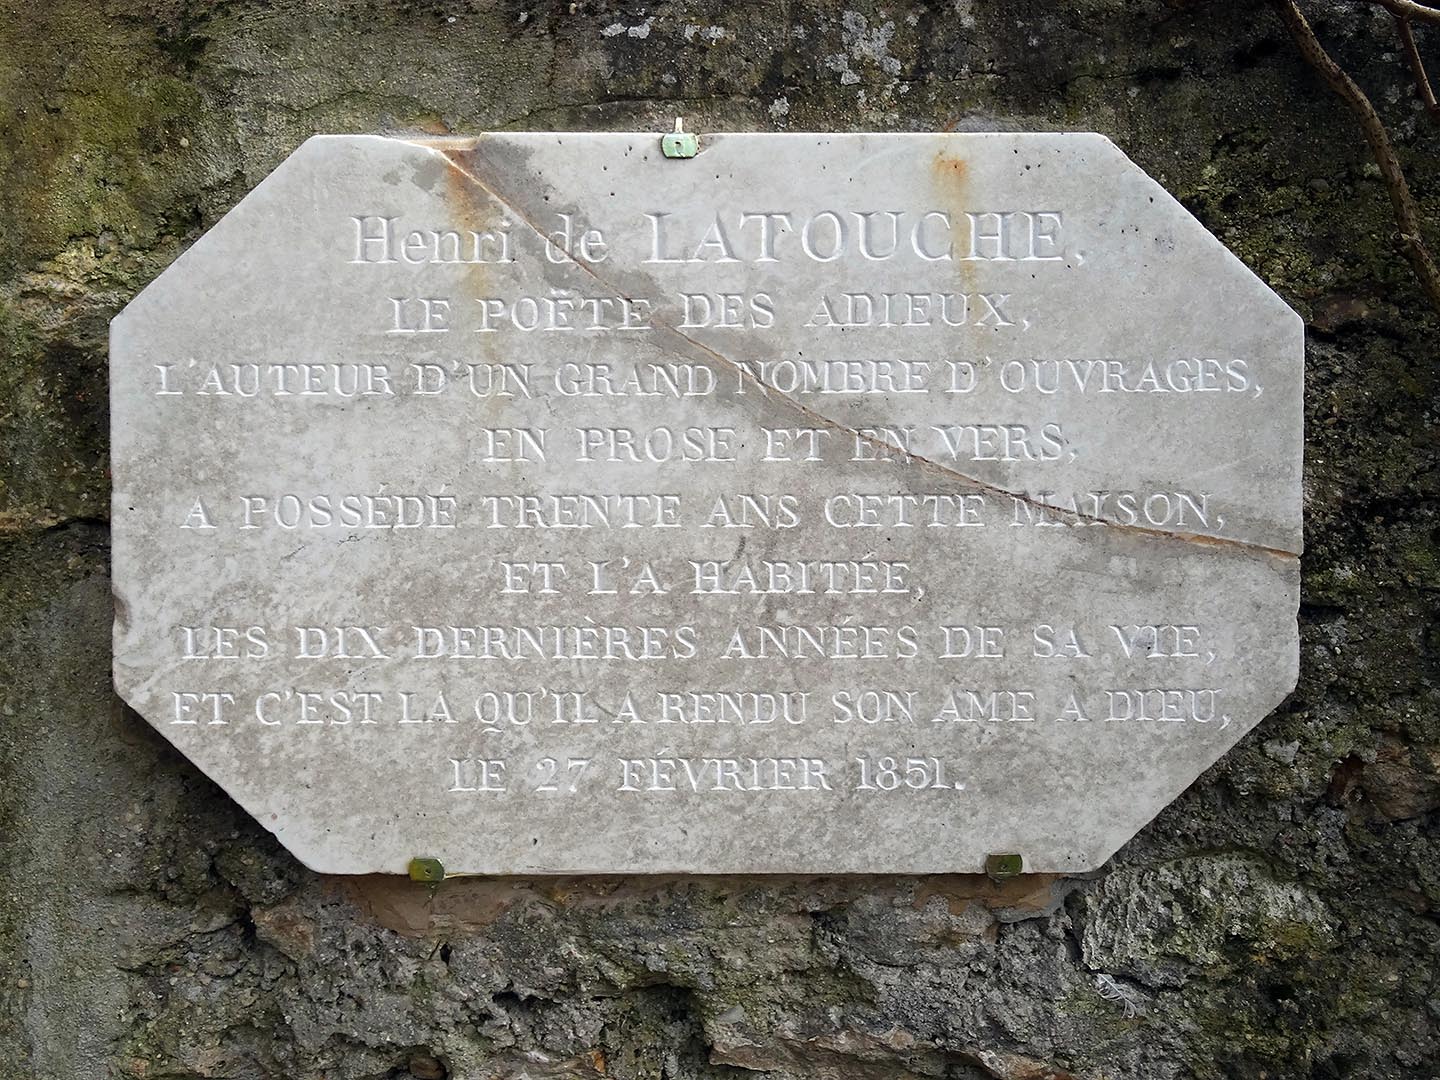 Henri de LATOUCHE,
LE POËTE DES ADIEUX,
L'AUTEUR D'UN GRAND NOMBRE D'OUVRAGES,
EN PROSE ET EN VERS,
A POSSÉDÉ TRENTE ANS CETTE MAISON,
ET L'A HABITÉE,
LES DIX DERNIÈRES ANNÉES DE SA VIE,
ET C'EST LA QU'IL A RENDU SON AME A DIEU,
LE 27 FÉVRIER 1851.